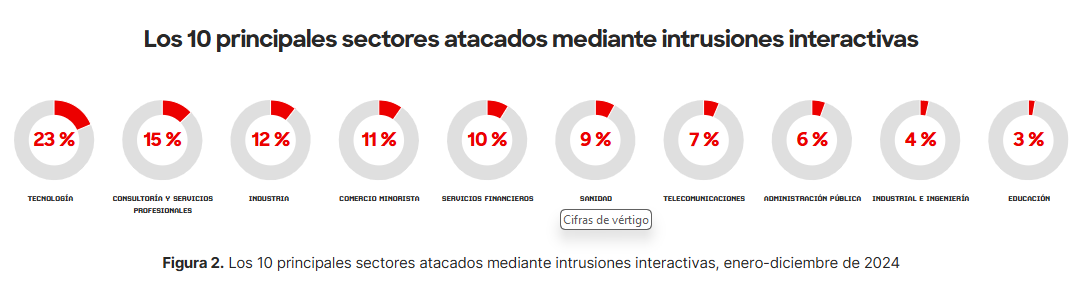 Los 10 principales sectores atacados mediante intrusiones interactivas
23 %
15 %
12 %
11 %
10 %
9 %
7 %
6 %
4 %
3 %
TECNOLOGÍA
CONSULTORÍA Y SERVICIOS
PROFESIONALES
INDUSTRIA
COMERCIO MINORISTA
SERVICIOS FINANCIEROS
SANIDAD
TELECOMUNICACIONES
ADMINISTRACIÓN PÚBLICA
INDUSTRIAL E INGENIERÍA
EDUCACIÓN
Cifras de vértigo
Figura 2. Los 10 principales sectores atacados mediante intrusiones interactivas, enero-diciembre de 2024